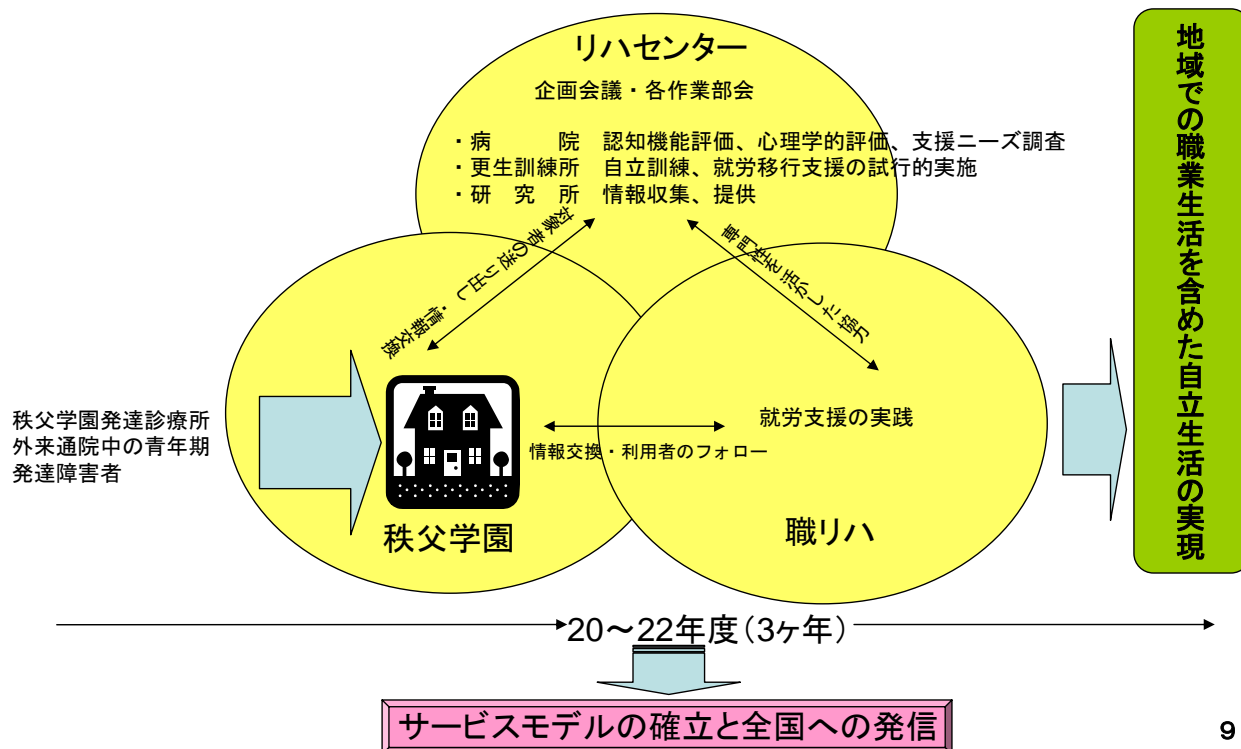 リハセンター
企画会議・各作業部会
・病　　院　認知機能評価、心理学的評価、支援ニーズ調査
・更生訓練所　自立訓練、就労移行支援の試行的実施
・研　究　所　情報収集、提供
対象者の送り出し・情報交換
専門性を活かした協力
秩父学園発達診療所
外来通院中の青年期
発達障害者
就労支援の実践
情報交換・利用者のフォロー
秩父学園
職リハ
地域での職業生活を含めた自立生活の実現
20～22年度（3ヶ年）
サービスモデルの確立と全国への発信
9